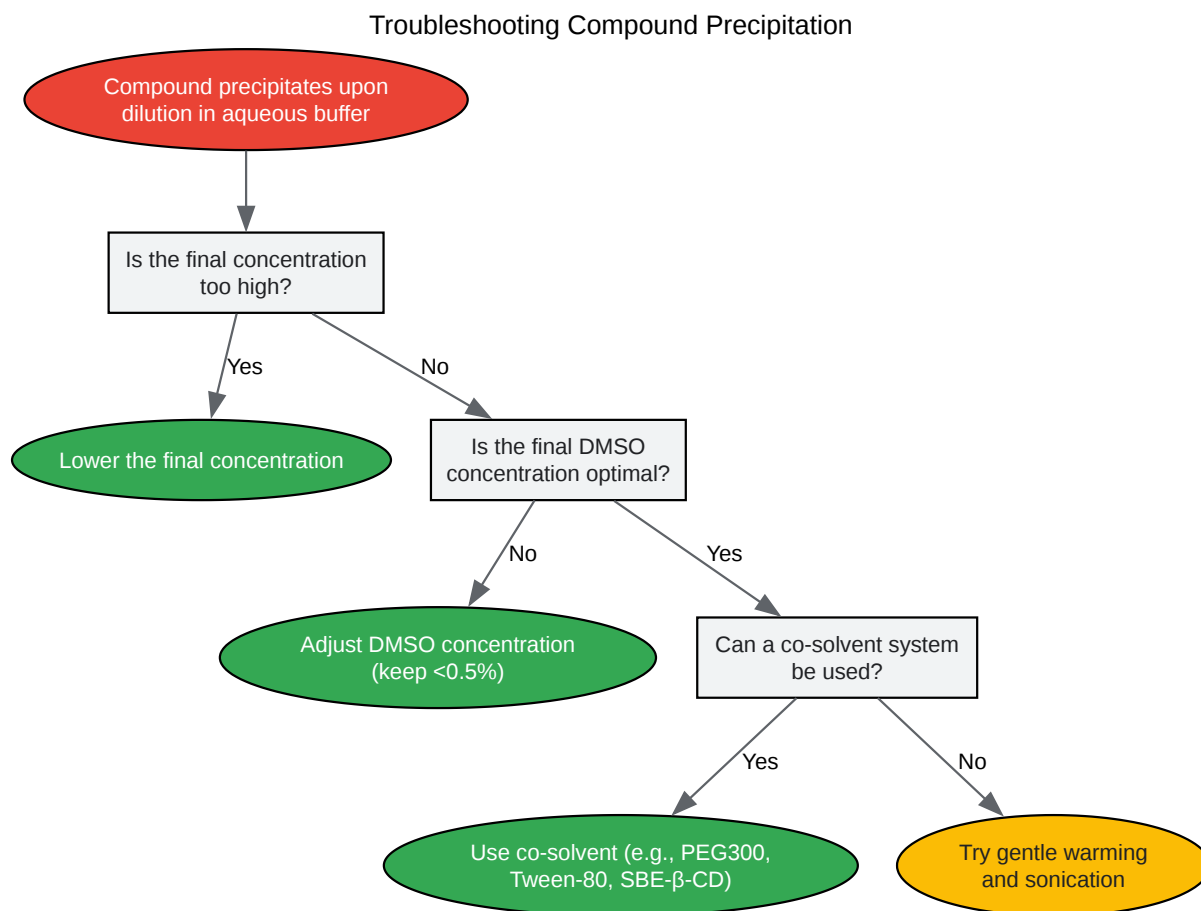 Troubleshooting Compound Precipitation
Compound precipitates upon
dilution in aqueous buffer
Is the final concentration
too high?
Yes
No
Lower the final concentration
Is the final DMSO
concentration optimal?
No
Yes
Adjust DMSO concentration
(keep <0.5%)
Can a co-solvent system
be used?
Yes
No
Use co-solvent (e.g., PEG300,
Tween-80, SBE-β-CD)
Try gentle warming
and sonication